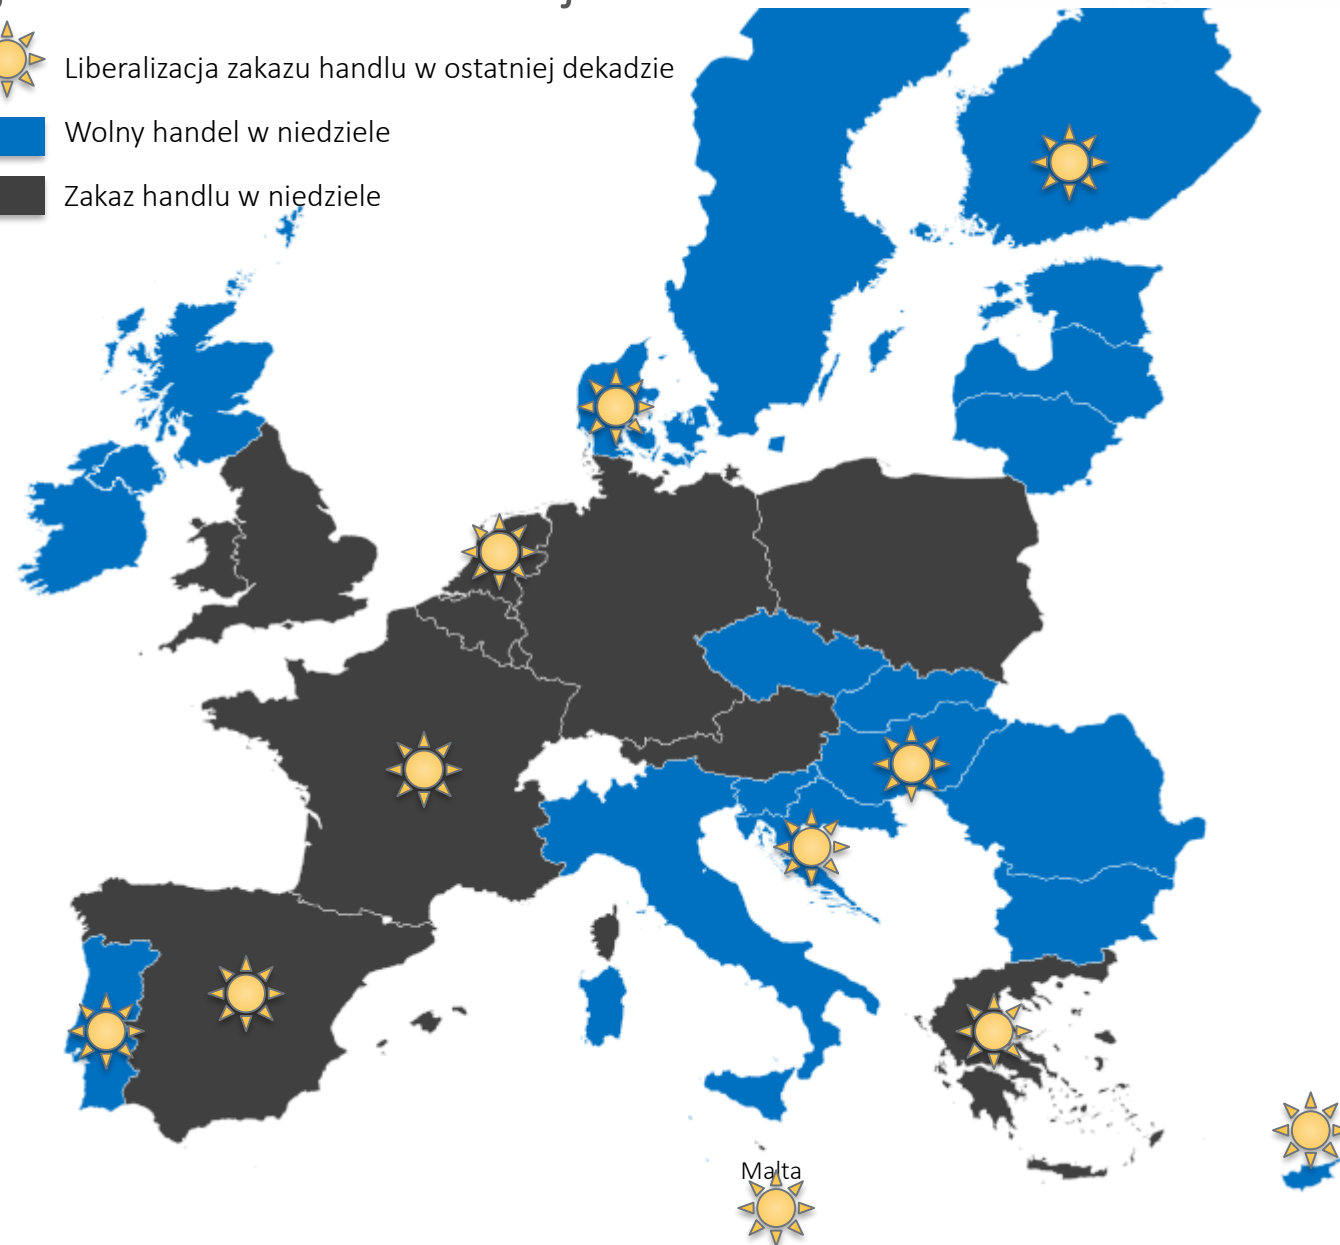 Liberalizacja zakazu handlu w ostatniej dekadzie
Wolny handel w niedziele
Zakaz handlu w niedziele
Malta